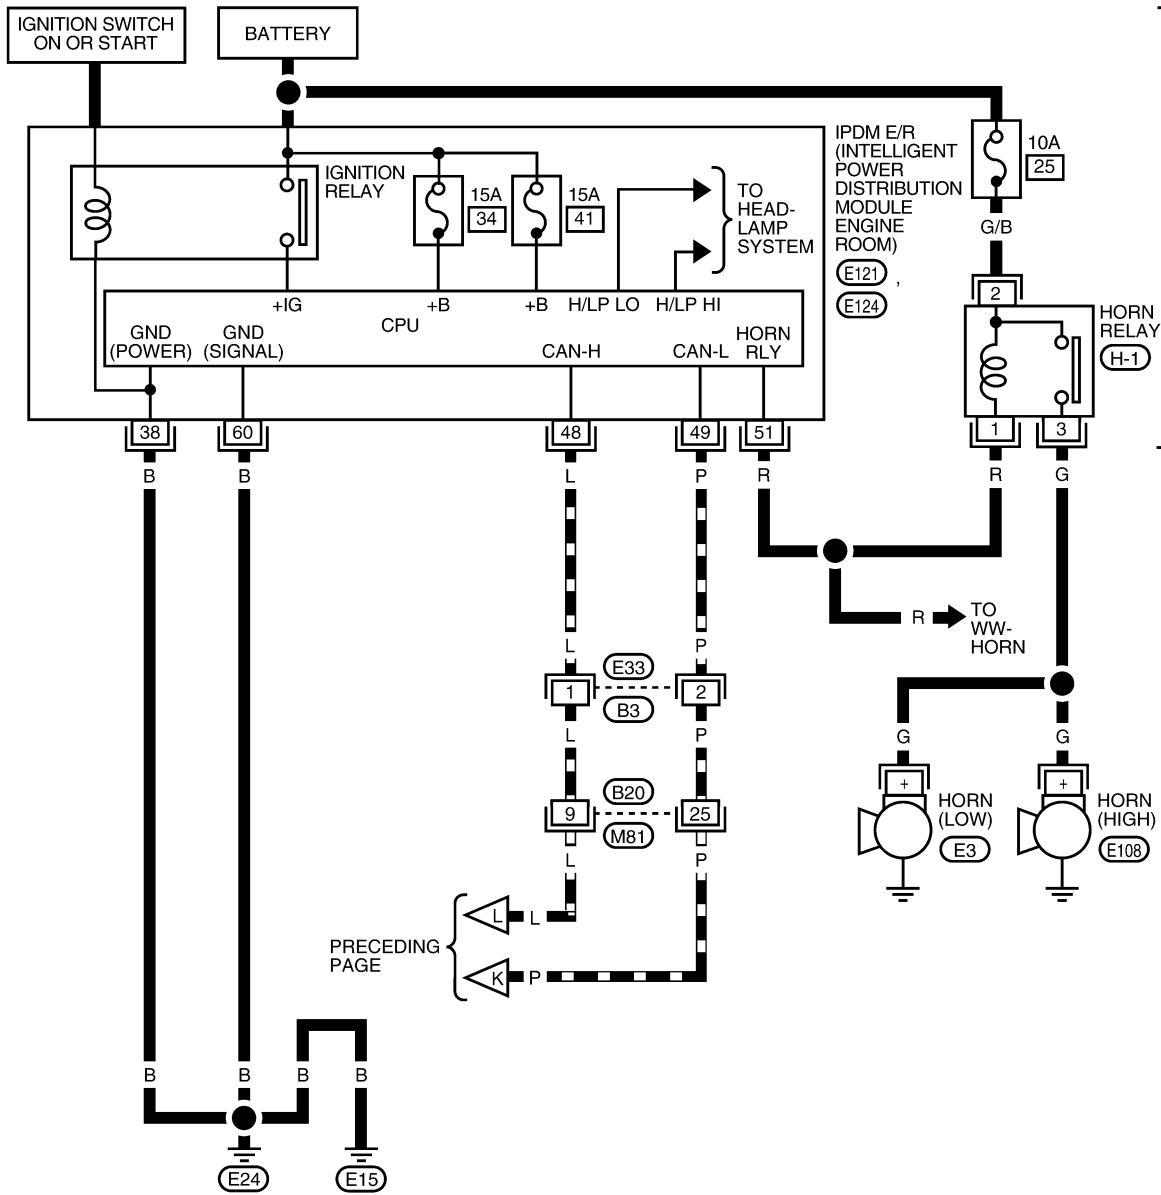 IGNITION SWITCH
ON OR START
BATTERY
IGNITION
RELAY
15A
34
15A
41
TO
HEAD-
LAMP
SYSTEM
IPDM E/R
(INTELLIGENT
POWER
DISTRIBUTION
MODULE
ENGINE
ROOM)
E121 ,
E124
10A
25
G/B
2
HORN
RELAY
H-1
1
3
+IG
+B
+B
H/LP LO
H/LP HI
CPU
GND
(POWER)
GND
(SIGNAL)
CAN-H
CAN-L
HORN
RLY
38
60
48
49
51
B
B
L
P
R
R
G
R
TO
WW-
HORN
L
P
E33
1
2
B3
L
P
G
G
B20
9
25
M81
+
+
HORN
(LOW)
E3
HORN
(HIGH)
E108
L
P
L
L
PRECEDING
PAGE
K
P
B
B
B
B
E24
E15